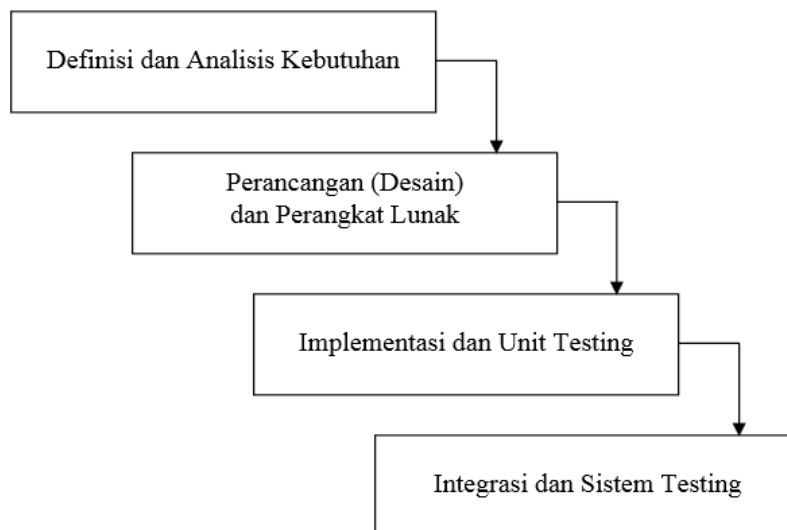 Definisi dan Analisis Kebutuhan
Perancangan (Desain)
dan Perangkat Lunak
Implementasi dan Unit Testing
Integrasi dan Sistem Testing